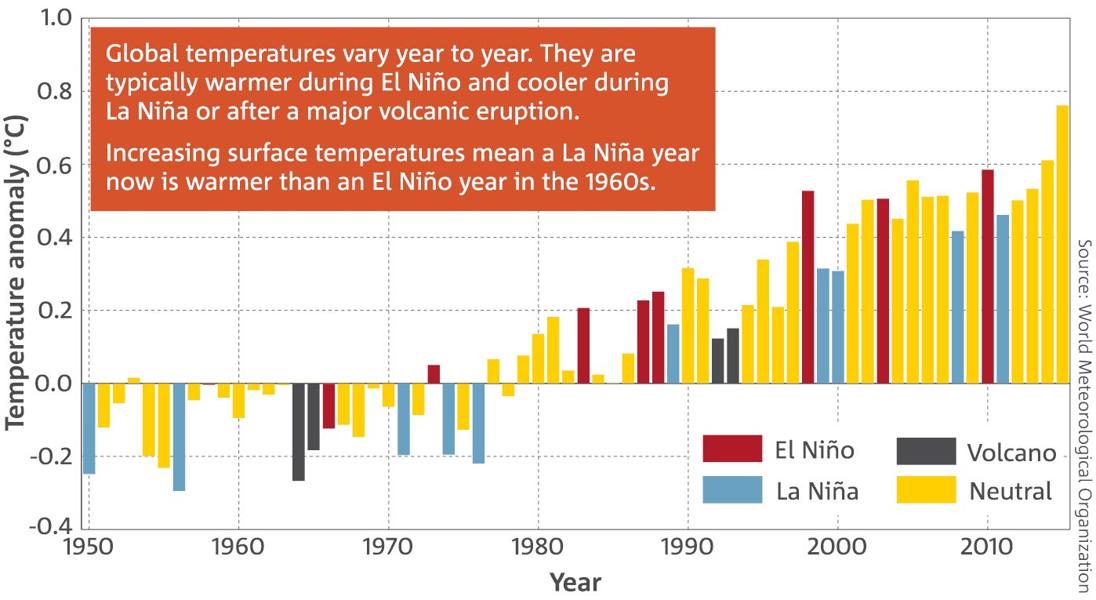 1.0
Global temperatures vary year to year. They are
typically warmer during El Niño and cooler during
La Niña or after a major volcanic eruption.
Increasing surface temperatures mean a La Niña year
now is warmer than an El Niño year in the 1960s.
0.8
0.6
0.4
0.2
0.0
-0.2
-0.4
Temperature anomaly (°C)
El Niño
Volcano
La Niña
Neutral
1950 1960 1970 1980 1990 2000 2010
Year
Source: World Meteorological Organization